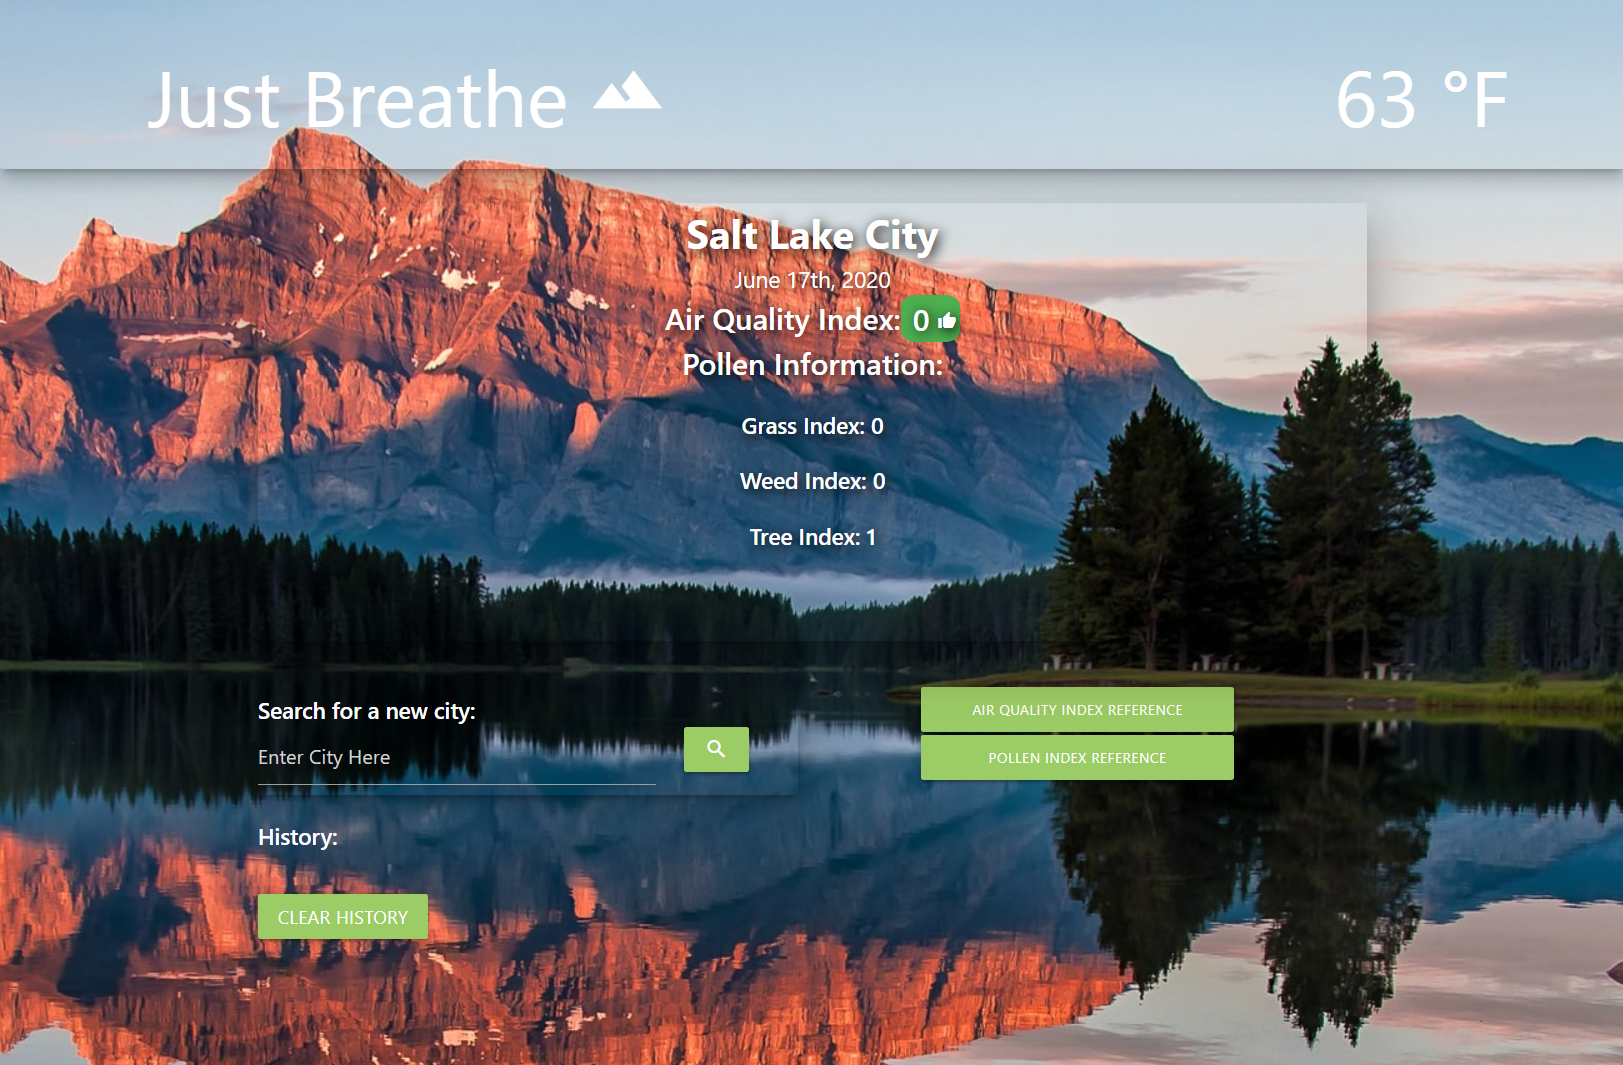 Just Breathe
63 °F
Salt Lake City
June 17th, 2020
Air Quality Index: 0
Pollen Information:
Grass Index: 0
Weed Index: 0
Tree Index: 1
Search for a new city:
Enter City Here
AIR QUALITY INDEX REFERENCE
POLLEN INDEX REFERENCE
History:
CLEAR HISTORY